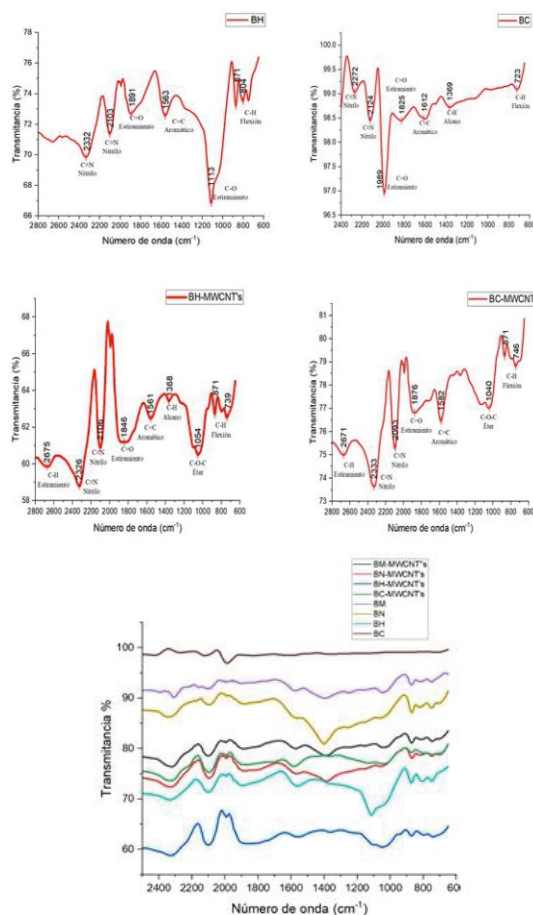 BH
78
76
74
72
70
68
66
Transmitancia (%)
2332
C≡N
Nitrilo
2103
C≡N
Nitrilo
1891
C=O
Estiramiento
1563
C=C
Aromático
1113
C-O
Estiramiento
871
804
C-H
Flexión
2800 2600 2400 2200 2000 1800 1600 1400 1200 1000 800 600
Número de onda (cm-1)
BC
100.0
99.5
99.0
98.5
98.0
97.5
97.0
96.5
Transmitancia (%)
2272
C≡N
Nitrilo
2124
C≡N
Nitrilo
1989
C=O
Estiramiento
C=O
Estiramiento
1825
1612
C=C
Aromático
1369
C-H
Alcano
723
C-H
Flexión
2400 2200 2000 1800 1600 1400 1200 1000 800 600
Número de onda (cm-1)
BH-MWCNT's
68
66
64
62
60
58
Transmitancia (%)
2675
C-H
Estiramiento
2326
C≡N
Nitrilo
2106
C≡N
Nitrilo
1846
C=O
Estiramiento
1561
C=C
Aromático
368
C-H
Alcano
1054
C-O-C
Éter
871
739
C-H
Flexión
2800 2600 2400 2200 2000 1800 1600 1400 1200 1000 800 600
Número de onda (cm-1)
BC-MWCNT
81
80
79
78
77
76
75
74
73
Transmitancia (%)
2671
C-H
Estiramiento
2333
C≡N
Nitrilo
2093
C≡N
Nitrilo
1876
C=O
Estiramiento
1582
C=C
Aromático
1040
C-O-C
Éter
871
746
C-H
Flexión
2800 2600 2400 2200 2000 1800 1600 1400 1200 1000 800 600
Número de onda (cm-1)
BM-MWCNT"s
BN-MWCNT's
BH-MWCNT's
BC-MWCNT's
BM
BN
BH
BC
100
90
80
70
60
Transmitancia %
2400 2200 2000 1800 1600 1400 1200 1000 800 60
Número de onda (cm-1)